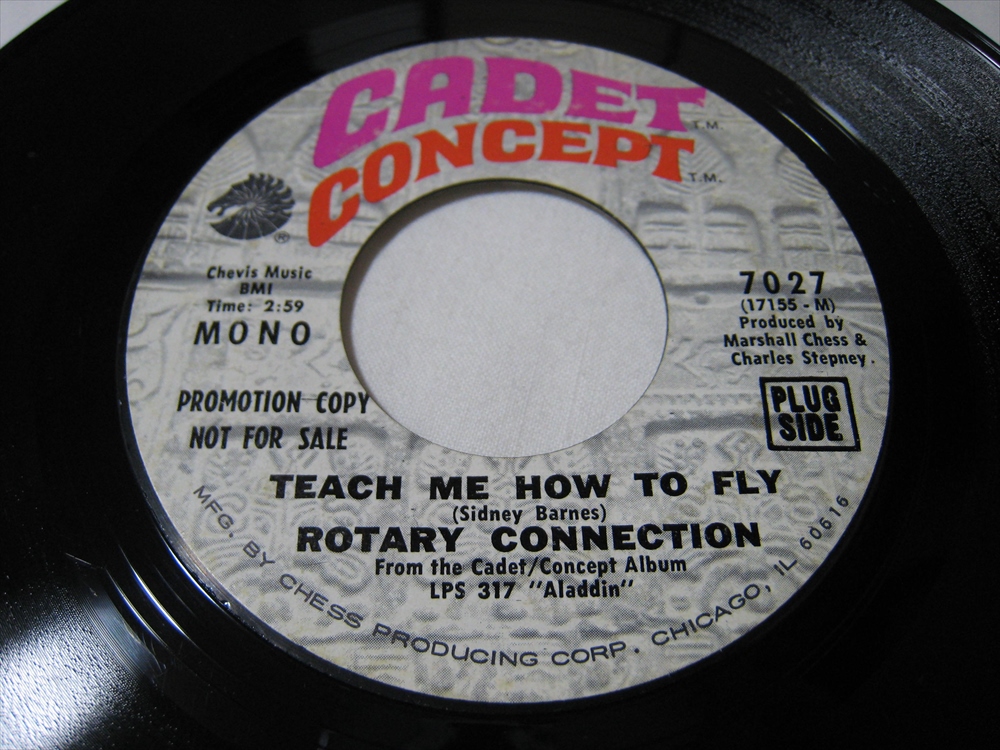 CADET T.M.
CONCEPT T.M.
®
Chevis Music
BMI
Time: 2:59
MONO
PROMOTION COPY
NOT FOR SALE
7027
(17155 - M)
Produced by
Marshall Chess &
Charles Stepney.
PLUG
SIDE
TEACH ME HOW TO FLY
(Sidney Barnes)
ROTARY CONNECTION
From the Cadet/Concept Album
LPS 317 "Aladdin"
MFG. BY CHESS PRODUCING CORP. CHICAGO, IL 60616